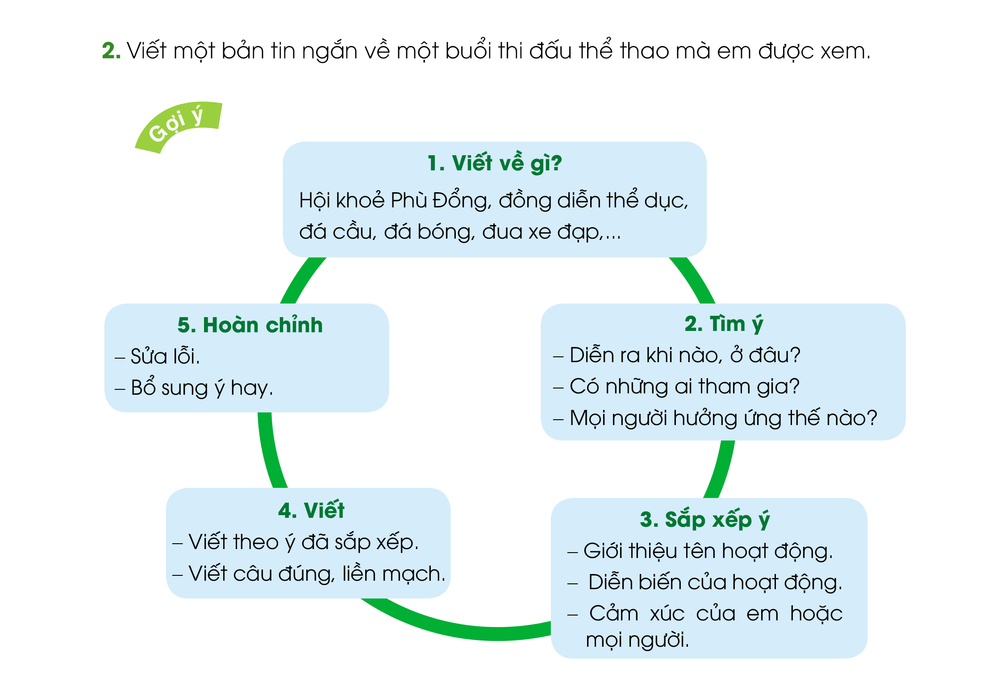 2. Viết một bản tin ngắn về một buổi thi đấu thể thao mà em được xem.
Gợi ý
1. Viết về gì?
Hội khoẻ Phù Đổng, đồng diễn thể dục,
đá cầu, đá bóng, đua xe đạp,...
2. Tìm ý
– Diễn ra khi nào, ở đâu?
– Có những ai tham gia?
– Mọi người hưởng ứng thế nào?
3. Sắp xếp ý
– Giới thiệu tên hoạt động.
– Diễn biến của hoạt động.
– Cảm xúc của em hoặc
mọi người.
4. Viết
– Viết theo ý đã sắp xếp.
– Viết câu đúng, liền mạch.
5. Hoàn chỉnh
– Sửa lỗi.
– Bổ sung ý hay.